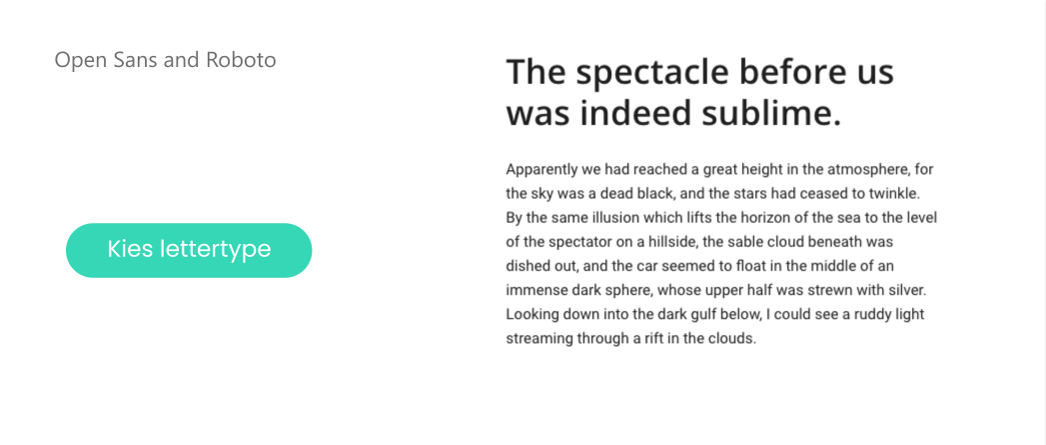 Open Sans and Roboto
Kies lettertype
The spectacle before us
was indeed sublime.
Apparently we had reached a great height in the atmosphere, for
the sky was a dead black, and the stars had ceased to twinkle.
By the same illusion which lifts the horizon of the sea to the level
of the spectator on a hillside, the sable cloud beneath was
dished out, and the car seemed to float in the middle of an
immense dark sphere, whose upper half was strewn with silver.
Looking down into the dark gulf below, I could see a ruddy light
streaming through a rift in the clouds.